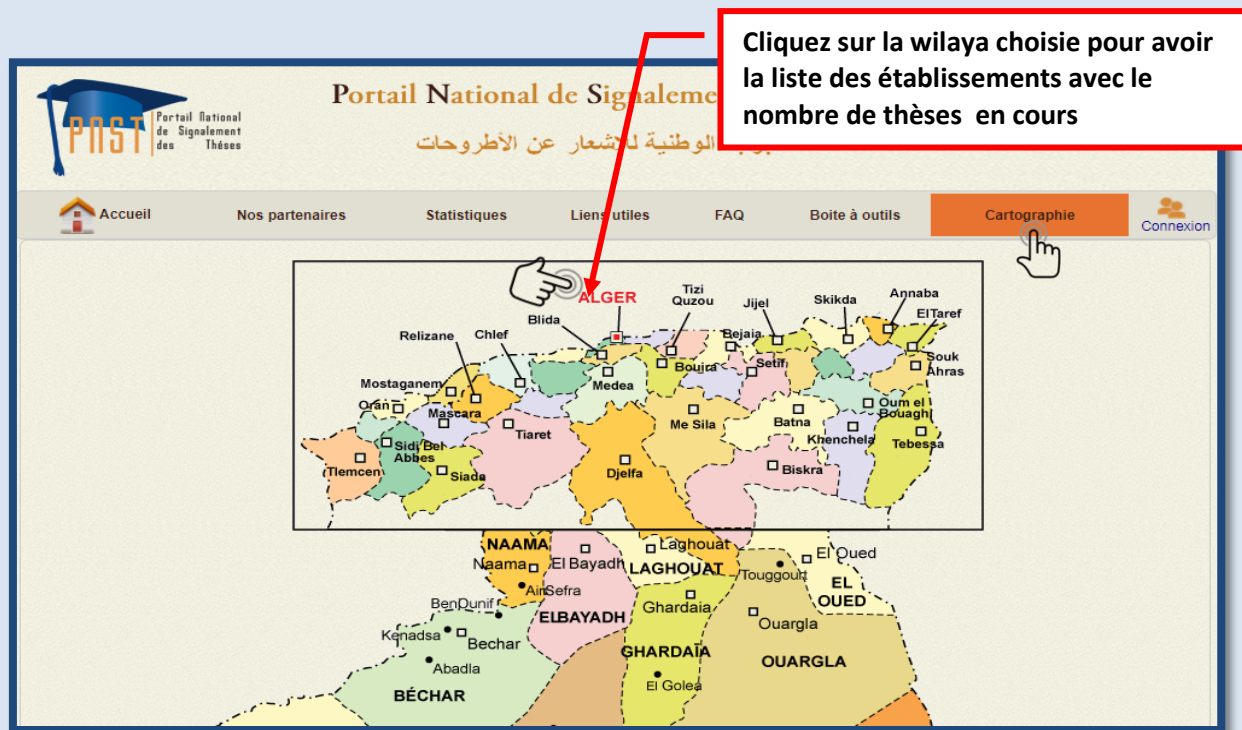 Cliquez sur la wilaya choisie pour avoir
la liste des établissements avec le
nombre de thèses en cours
PNST
Portail National
de Signalement
des Théses
Portail National de Signaleme
الوطنية للاشعار عن الأطروحات
Accueil
Nos partenaires
Statistiques
Liens utiles
FAQ
Boite à outils
Cartographie
Connexion
ALGER
Tizi
Quzou
Jijel
Skikda
Annaba
ElTaref
Blida
Relizane
Chlef
Bejaia
Souk
Ahras
Bouira
Setif
Mostaganem
Medea
Oran
Mascara
Oum el
Bouaghi
Me Sila
Batna
Tiaret
Khenchela
Tebessa
Sidi Bel
Abbes
Tlemcen
Siada
Djelfa
Biskra
NAAMA
Naama
El Bayadh
Laghouat
LAGHOUAT
El Oued
Touggourt
EL
OUED
AinSefra
BenDunif
ELBAYADH
Ghardaia
Ouargla
Kenadsa
Bechar
GHARDAÏA
OUARGLA
Abadla
El Golea
BÉCHAR